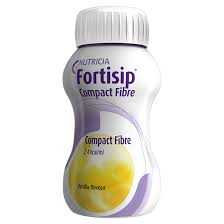 NUTRICIA
Fortisip
Compact Fibre
Compact Fibre
2.4kcal/ml
Vanilla flavour